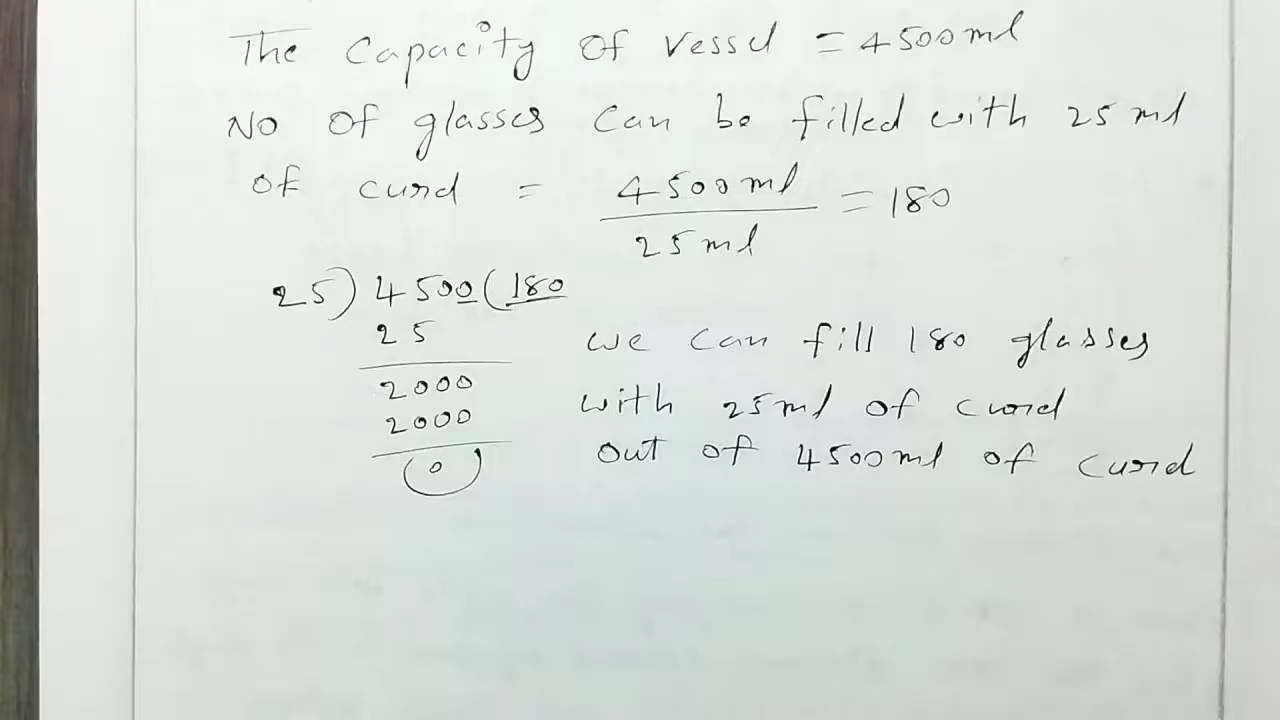 The Capacity of vessel = 4500ml
No of glasses can be filled with 25 ml
of curd = 4500ml / 25ml = 180
25) 4500 (180
25
2000
2000
0
we can fill 180 glasses
with 25ml of curd
out of 4500ml of curd